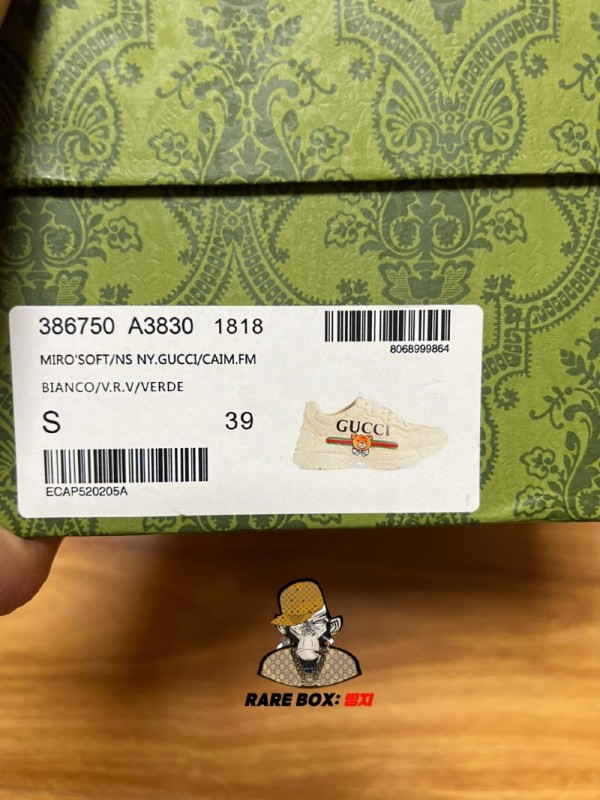 386750 A3830 1818
8068999864
MIRO'SOFT/NS NY.GUCCI/CAIM.FM
BIANCO/V.R.V/VERDE
S 39
GUCCI
ECAP520205A
RARE BOX: 띵지